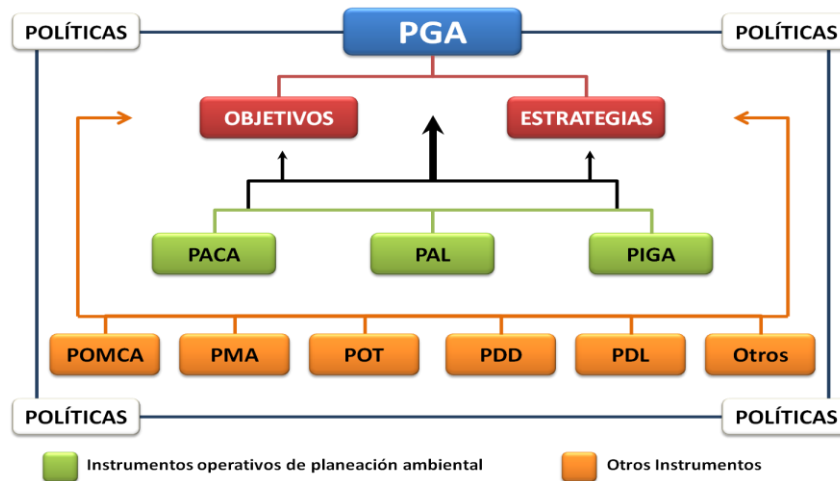 POLÍTICAS
PGA
POLÍTICAS
OBJETIVOS
ESTRATEGIAS
PACA
PAL
PIGA
POMCA
PMA
POT
PDD
PDL
Otros
POLÍTICAS
POLÍTICAS
Instrumentos operativos de planeación ambiental
Otros Instrumentos